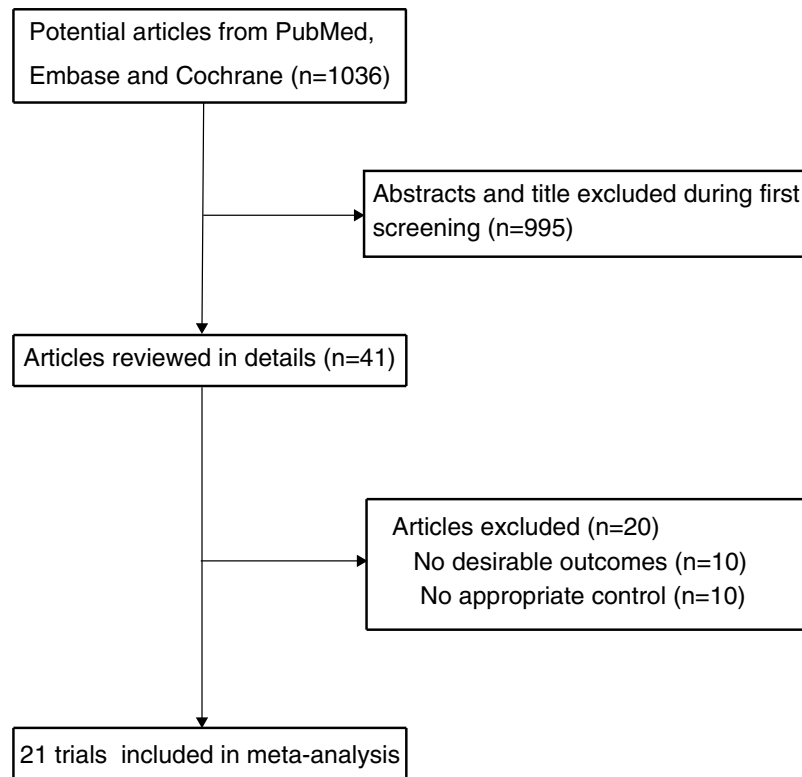 Potential articles from PubMed,
Embase and Cochrane (n=1036)
Abstracts and title excluded during first
screening (n=995)
Articles reviewed in details (n=41)
Articles excluded (n=20)
No desirable outcomes (n=10)
No appropriate control (n=10)
21 trials included in meta-analysis